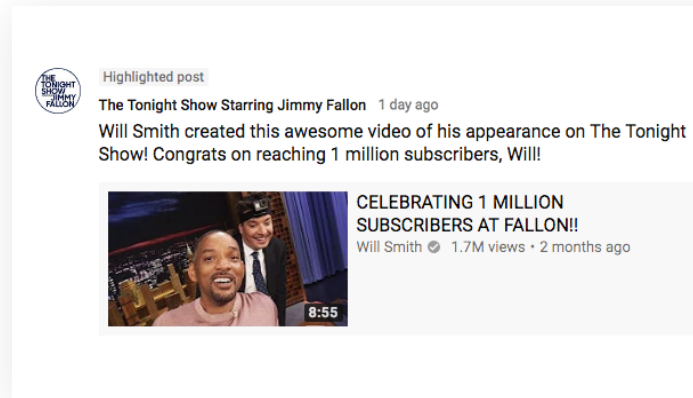 THE
TONIGHT
SHOW
JIMMY
FALLON
Highlighted post
The Tonight Show Starring Jimmy Fallon 1 day ago
Will Smith created this awesome video of his appearance on The Tonight
Show! Congrats on reaching 1 million subscribers, Will!
CELEBRATING 1 MILLION
SUBSCRIBERS AT FALLON!!
Will Smith 1.7M views • 2 months ago
8:55